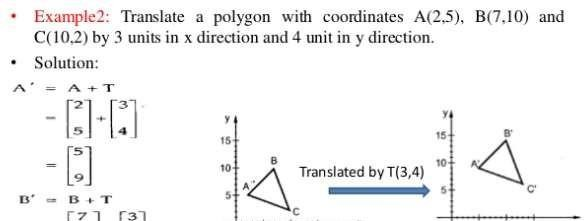 • Example2: Translate a polygon with coordinates A(2,5), B(7,10) and
C(10,2) by 3 units in x direction and 4 unit in y direction.
• Solution:
A´ = A + T
= [2 5] + [3 4]
= [5 9]
B´ = B + T
[7] [3]
y
15
10
5
A
B
C
Translated by T(3,4)
y
15
10
5
A'
B'
C'